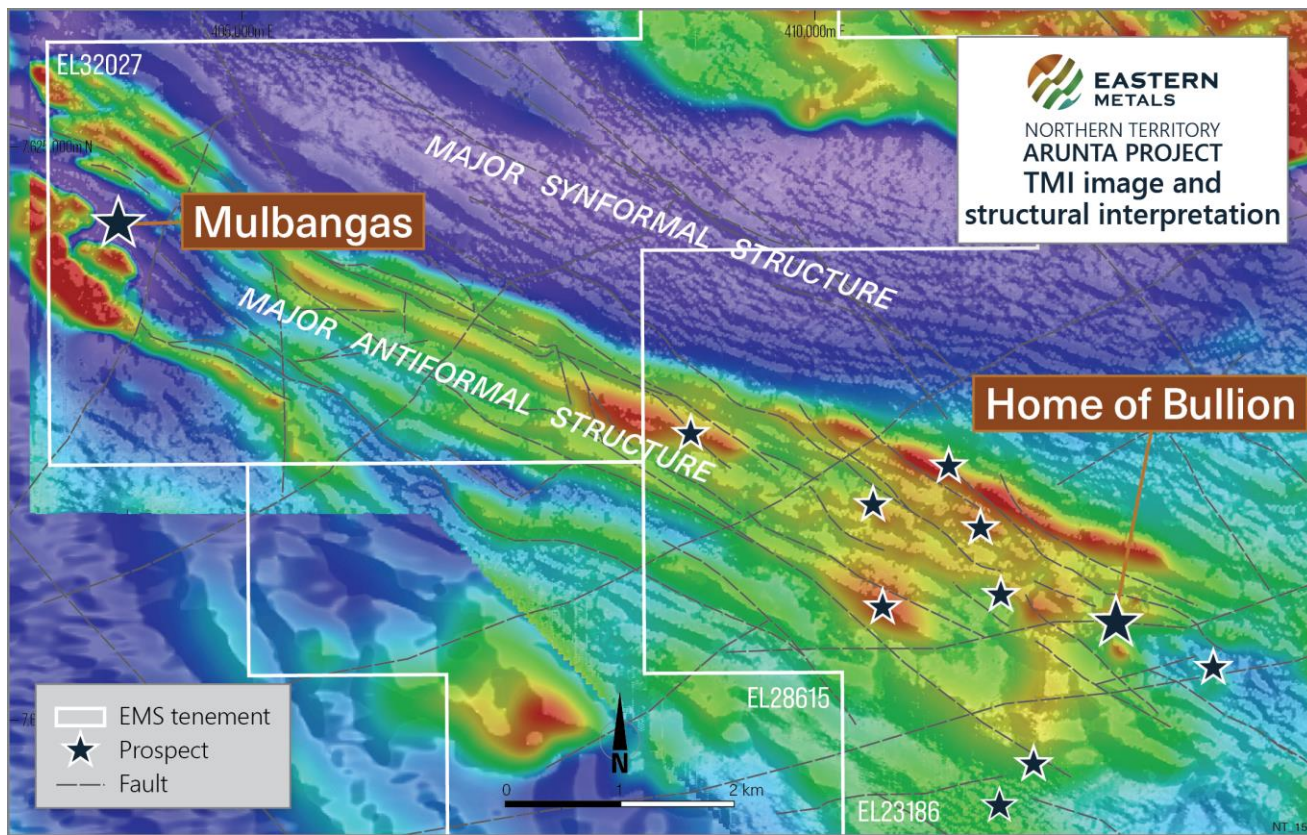 405,000m E
410,000m E
EL32027
EASTERN
METALS
NORTHERN TERRITORY
ARUNTA PROJECT
TMI image and
structural interpretation
MAJOR SYNFORMAL STRUCTURE
Mulbangas
MAJOR ANTIFORMAL STRUCTURE
Home of Bullion
EL28615
EMS tenement
Prospect
Fault
N
0 1 2 km
EL23186